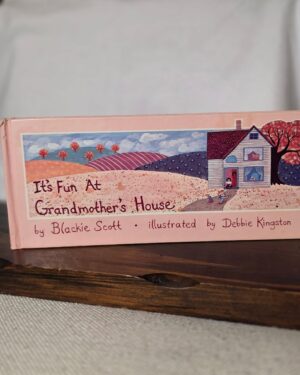 It's Fun At
Grandmother's House
by Blackie Scott • illustrated by Debbie Kingston